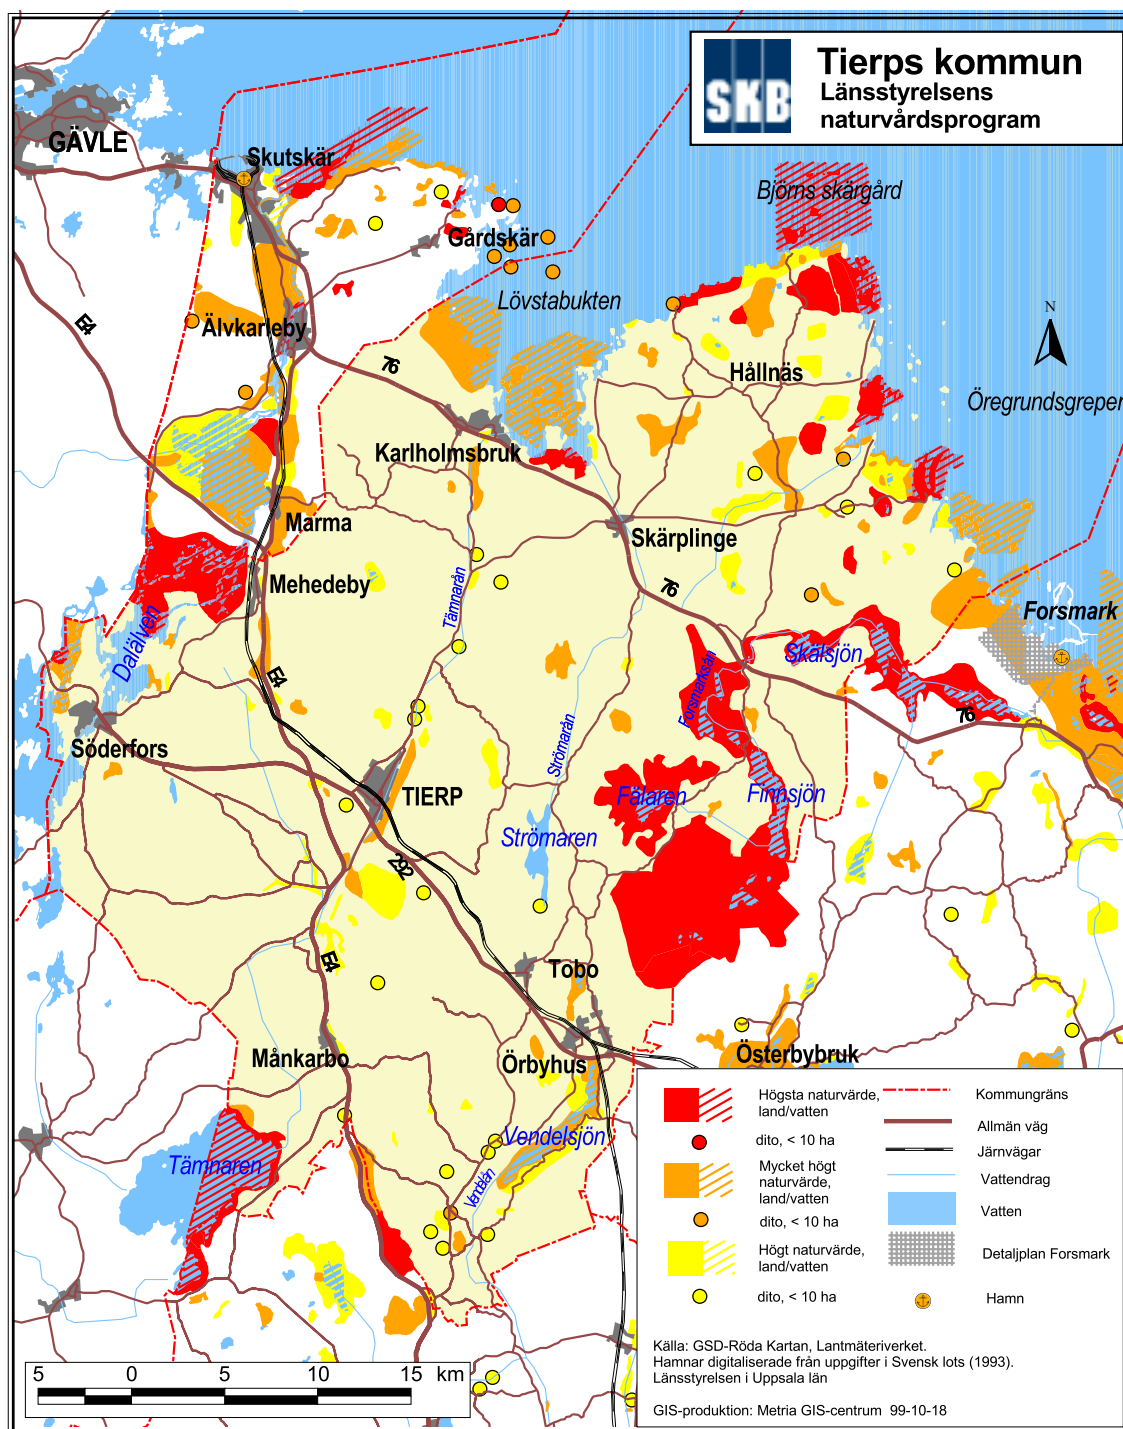 SKB
Tierps kommun
Länsstyrelsens
naturvårdsprogram
GÄVLE
Skutskär
Björns skärgård
Gårdskär
Lövstabukten
N
E4
Älvkarleby
76
Hållnäs
Öregrundsgrepen
Karlholmsbruk
Marma
Skärplinge
Mehedeby
Tämnarån
76
Forsmark
Dalälven
Skälsjön
E4
Forsmarksån
76
Söderfors
Strömarån
TIERP
Fälaren
Finnsjön
Strömaren
292
E4
Tobo
Månkarbo
Örbyhus
Österbybruk
Vendelsjön
Tämnaren
Vendelån
Högsta naturvärde,
land/vatten
dito, < 10 ha
Mycket högt
naturvärde,
land/vatten
dito, < 10 ha
Högt naturvärde,
land/vatten
dito, < 10 ha
Kommungräns
Allmän väg
Järnvägar
Vattendrag
Vatten
Detaljplan Forsmark
Hamn
Källa: GSD-Röda Kartan, Lantmäteriverket.
Hamnar digitaliserade från uppgifter i Svensk lots (1993).
Länsstyrelsen i Uppsala län
GIS-produktion: Metria GIS-centrum 99-10-18
5 0 5 10 15 km